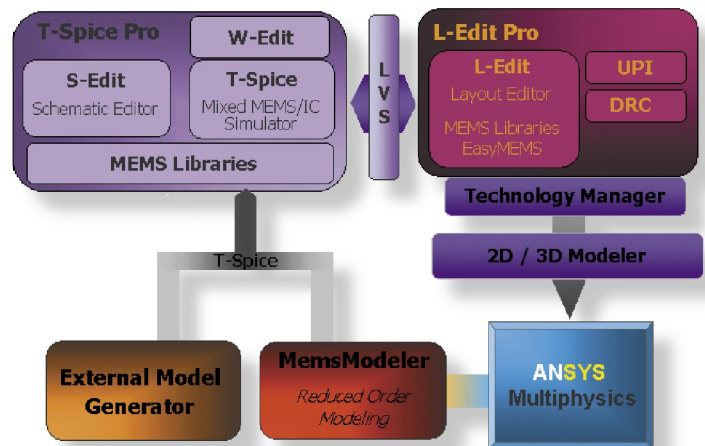 T-Spice Pro
W-Edit
S-Edit
Schematic Editor
T-Spice
Mixed MEMS/IC
Simulator
MEMS Libraries
L
V
S
L-Edit Pro
L-Edit
Layout Editor
MEMS Libraries
EasyMEMS
UPI
DRC
Technology Manager
2D / 3D Modeler
T-Spice
External Model
Generator
MemsModeler
Reduced Order
Modeling
ANSYS
Multiphysics